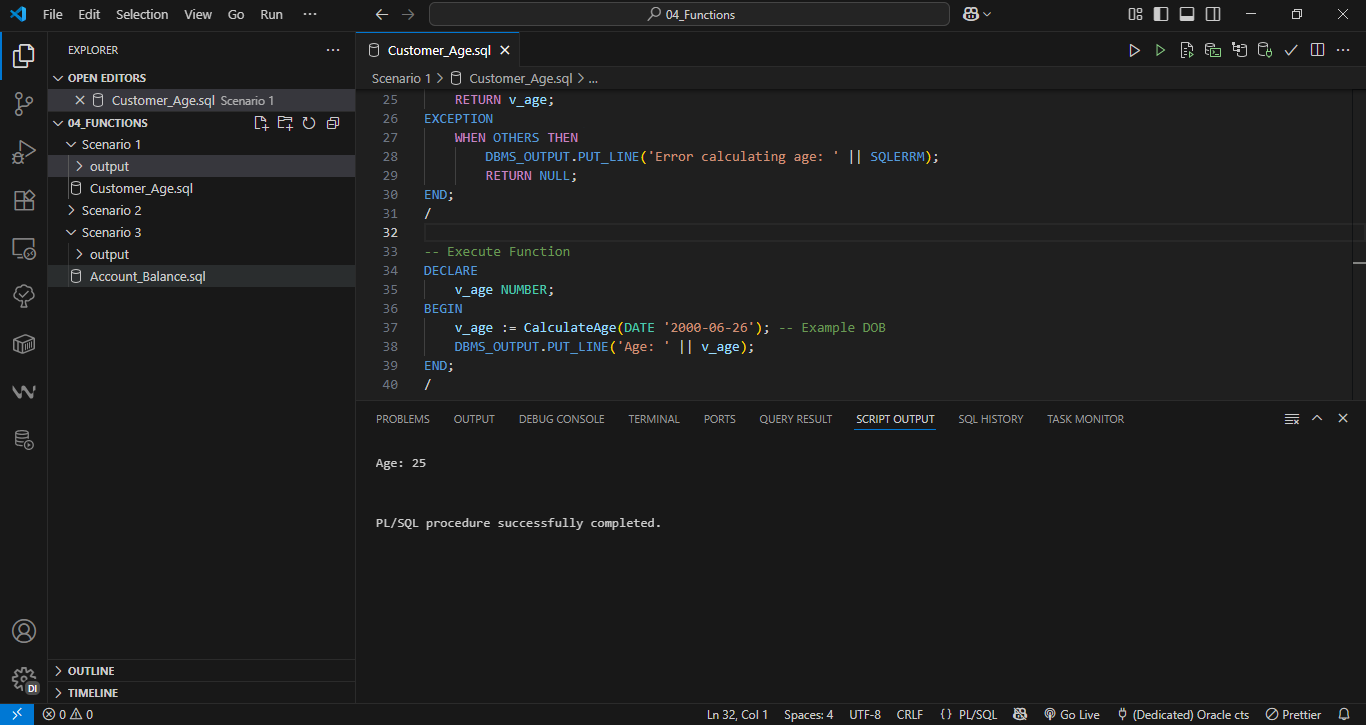 File Edit Selection View Go Run ··· 04_Functions
EXPLORER ···
OPEN EDITORS
Customer_Age.sql Scenario 1
04_FUNCTIONS
Scenario 1
output
Customer_Age.sql
Scenario 2
Scenario 3
output
Account_Balance.sql
OUTLINE
TIMELINE
DI
Customer_Age.sql
Scenario 1 > Customer_Age.sql > ...
25 RETURN v_age;
26 EXCEPTION
27 WHEN OTHERS THEN
28 DBMS_OUTPUT.PUT_LINE('Error calculating age: ' || SQLERRM);
29 RETURN NULL;
30 END;
31 /
32
33 -- Execute Function
34 DECLARE
35 v_age NUMBER;
36 BEGIN
37 v_age := CalculateAge(DATE '2000-06-26'); -- Example DOB
38 DBMS_OUTPUT.PUT_LINE('Age: ' || v_age);
39 END;
40 /
PROBLEMS OUTPUT DEBUG CONSOLE TERMINAL PORTS QUERY RESULT SCRIPT OUTPUT SQL HISTORY TASK MONITOR
Age: 25
PL/SQL procedure successfully completed.
0 0 Ln 32, Col 1 Spaces: 4 UTF-8 CRLF {} PL/SQL Go Live (Dedicated) Oracle cts Prettier